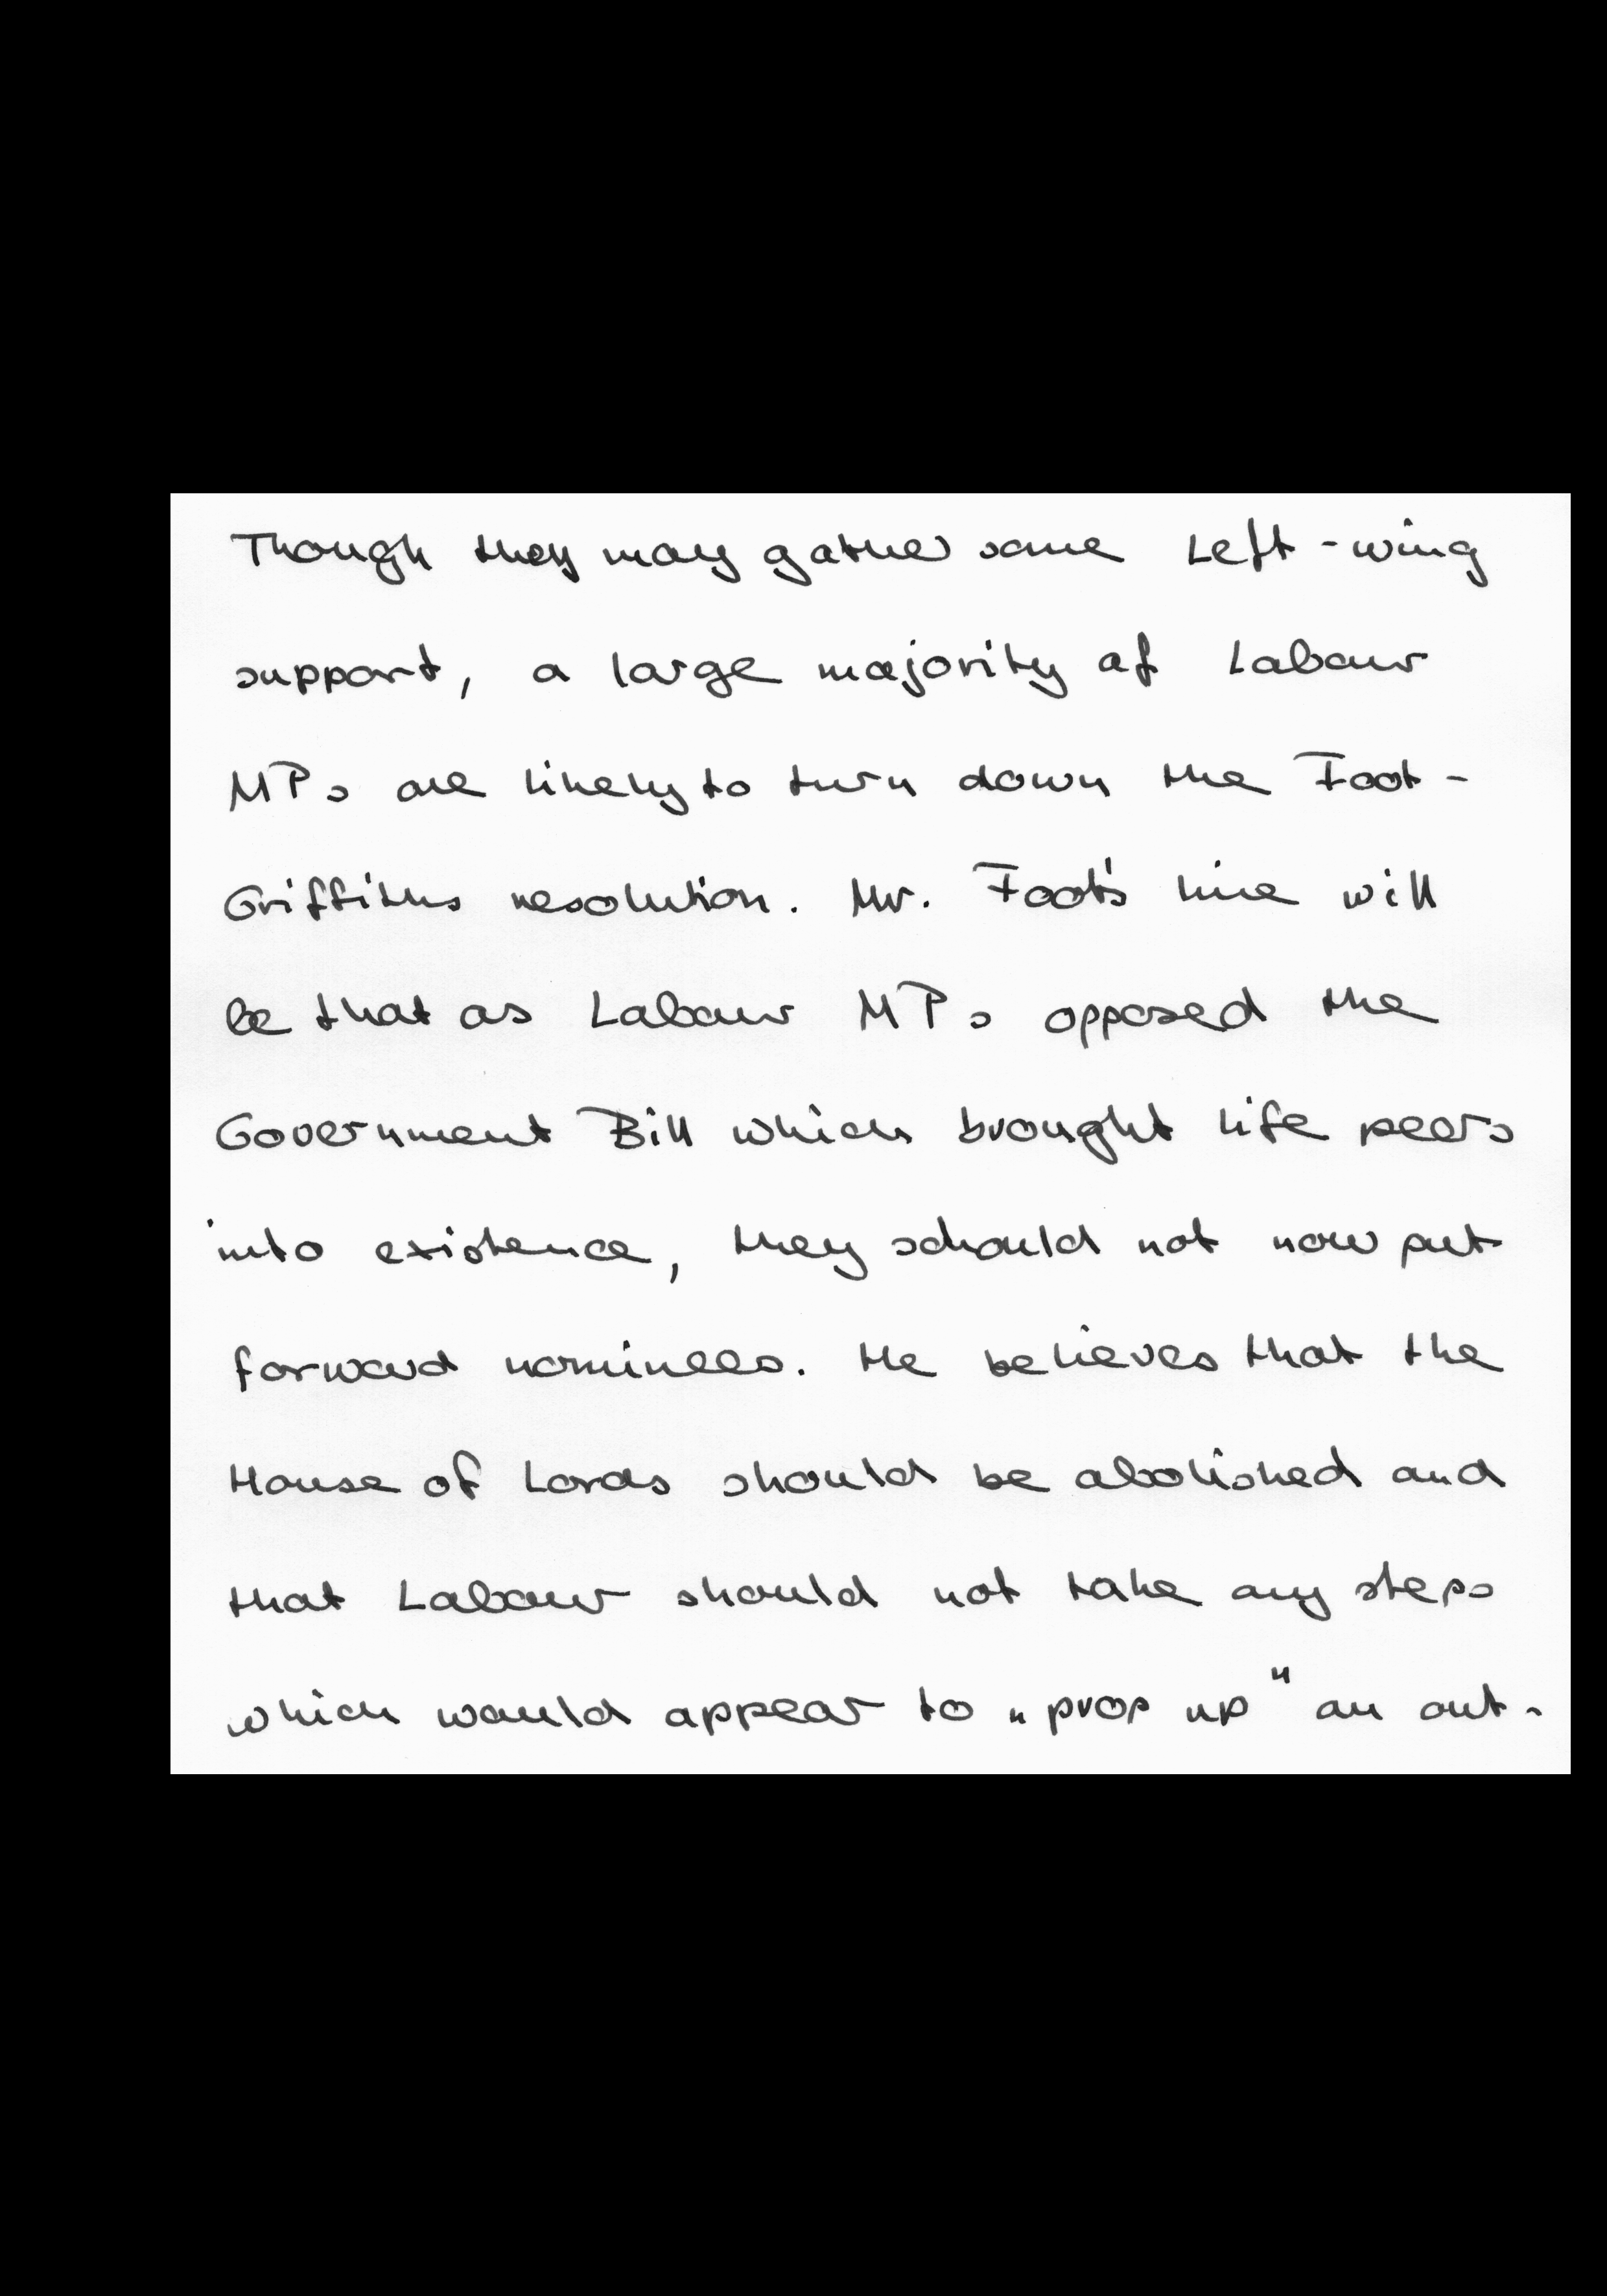 Though they may gather some Left-wing
support, a large majority of Labour
MPs are likely to turn down the Foot-
Griffiths resolution. Mr. Foot's line will
be that as Labour MPs opposed the
Government Bill which brought life peers
into existence, they schould not now put
forward nominees. He believes that the
House of Lords should be abolished and
that Labour should not take any steps
which would appear to „prop up" an out-